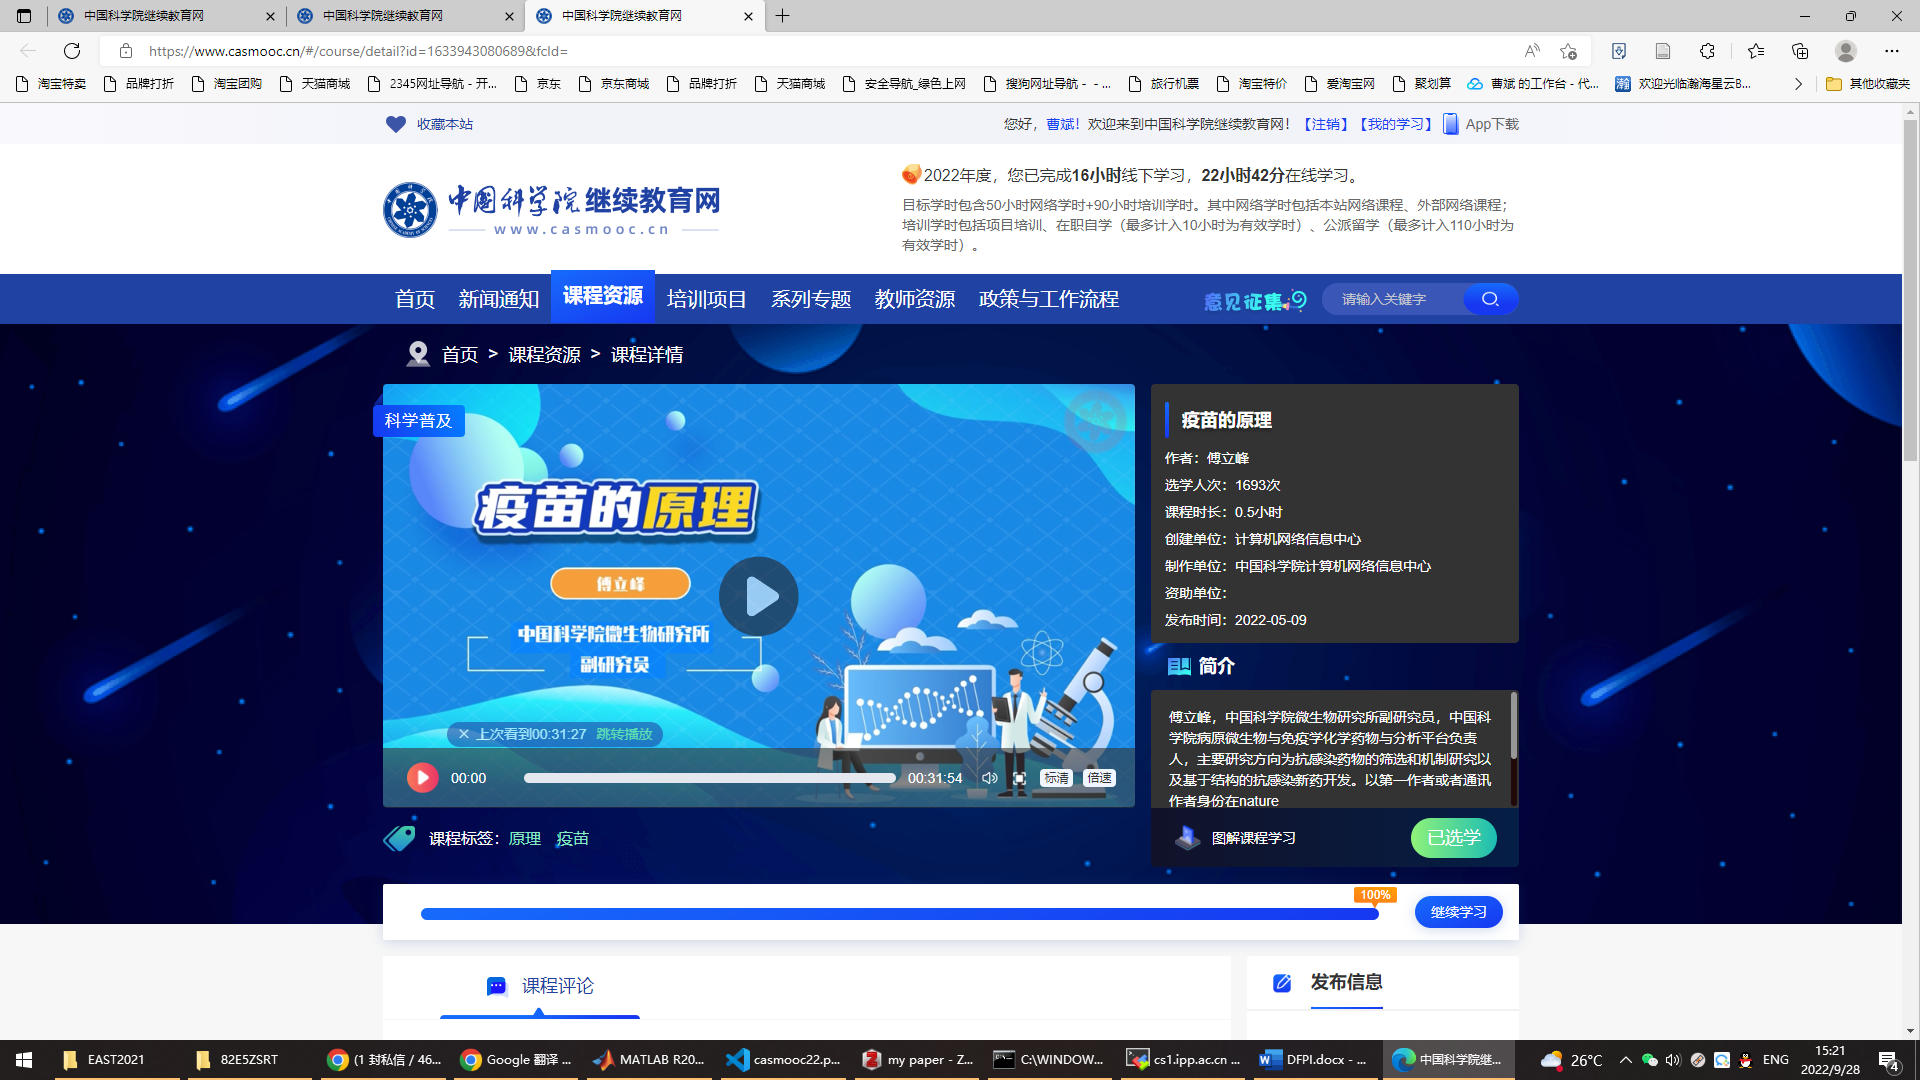 中国科学院继续教育网
中国科学院继续教育网
中国科学院继续教育网
https://www.casmooc.cn/#/course/detail?id=1633943080689&fcId=
淘宝特卖 品牌打折 淘宝团购 天猫商城 2345网址导航 - 开... 京东 京东商城 品牌打折 天猫商城 安全导航_绿色上网 搜狗网址导航 - - ... 旅行机票 淘宝特价 爱淘宝网 聚划算 曹斌 的工作台 - 代... 欢迎光临瀚海星云B... 其他收藏夹
收藏本站
您好，曹斌！欢迎来到中国科学院继续教育网！【注销】【我的学习】 App下载
中国科学院 继续教育网
www.casmooc.cn
2022年度，您已完成16小时线下学习，22小时42分在线学习。
目标学时包含50小时网络学时+90小时培训学时。其中网络学时包括本站网络课程、外部网络课程；
培训学时包括项目培训、在职自学（最多计入10小时为有效学时）、公派留学（最多计入110小时为
有效学时）。
首页 新闻通知 课程资源 培训项目 系列专题 教师资源 政策与工作流程 意见征集 请输入关键字
首页 > 课程资源 > 课程详情
科学普及
疫苗的原理
傅立峰
中国科学院微生物研究所
副研究员
上次看到00:31:27 跳转播放
00:00 00:31:54 标清 倍速
疫苗的原理
作者：傅立峰
选学人次：1693次
课程时长：0.5小时
创建单位：计算机网络信息中心
制作单位：中国科学院计算机网络信息中心
资助单位：
发布时间：2022-05-09
简介
傅立峰，中国科学院微生物研究所副研究员，中国科
学院病原微生物与免疫学化学药物与分析平台负责
人，主要研究方向为抗感染药物的筛选和机制研究以
及基于结构的抗感染新药开发。以第一作者或者通讯
作者身份在nature
图解课程学习 已选学
课程标签：原理 疫苗
100%
继续学习
课程评论
发布信息
EAST2021 82E5ZSRT (1 封私信 / 46... Google 翻译 ... MATLAB R20... casmooc22.p... my paper - Z... C:\WINDOW... cs1.ipp.ac.cn ... DFPI.docx - ... 中国科学院继... 26°C ENG
15:21
2022/9/28
4